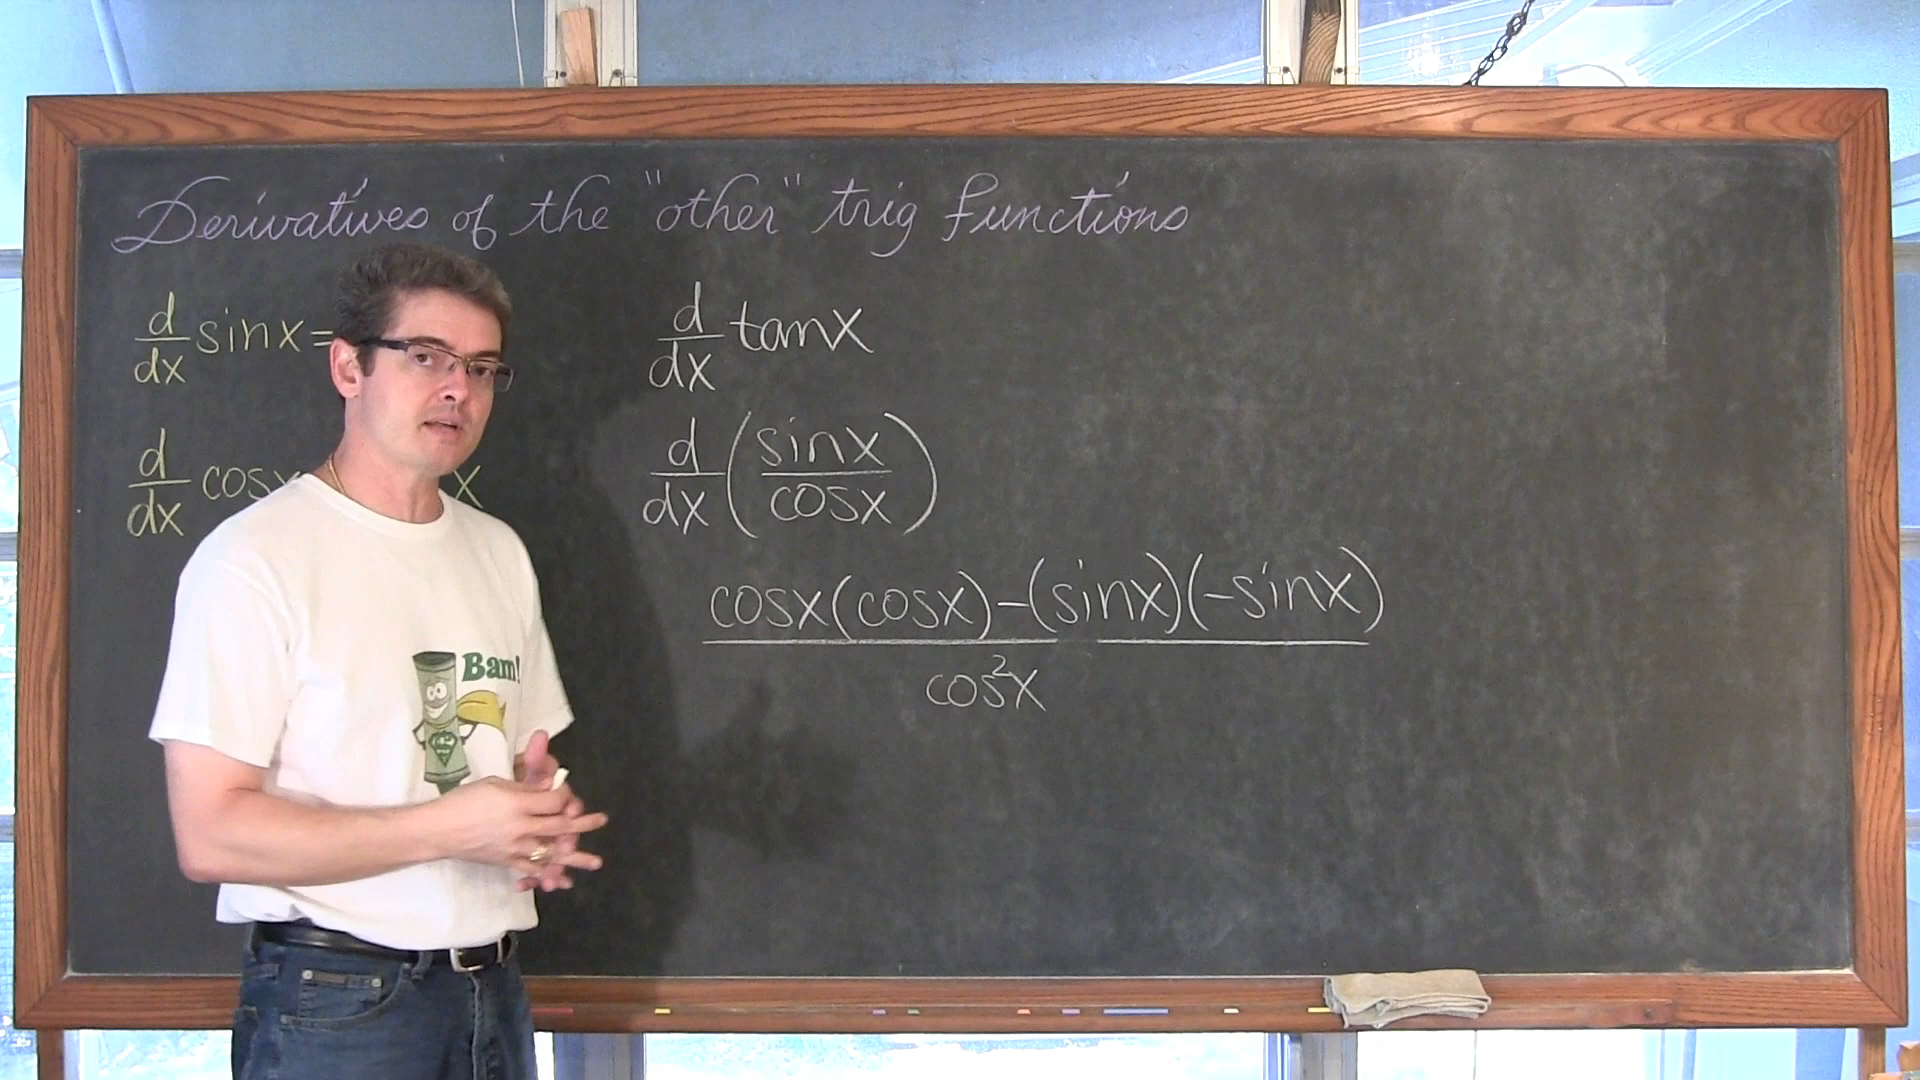 Derivatives of the "other" trig functions
d/dx sinx=
d/dx cosx x
d/dx tanx
d/dx (sinx/cosx)
cosx(cosx)-(sinx)(-sinx)
cos²x
Bam!